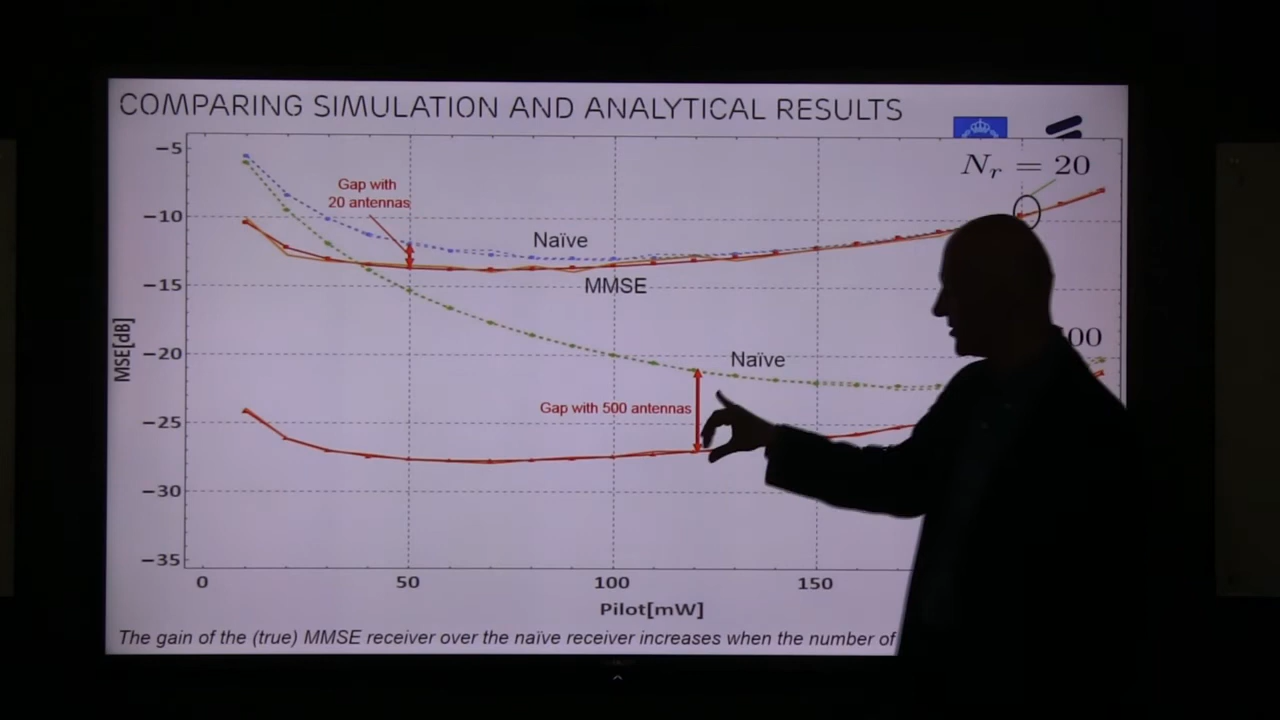 COMPARING SIMULATION AND ANALYTICAL RESULTS
−5
Gap with
20 antennas
Nr = 20
−10
Naïve
−15
MMSE
MSE[dB]
−20
Naïve
00
Gap with 500 antennas
−25
−30
−35
0 50 100 150
Pilot[mW]
The gain of the (true) MMSE receiver over the naïve receiver increases when the number of